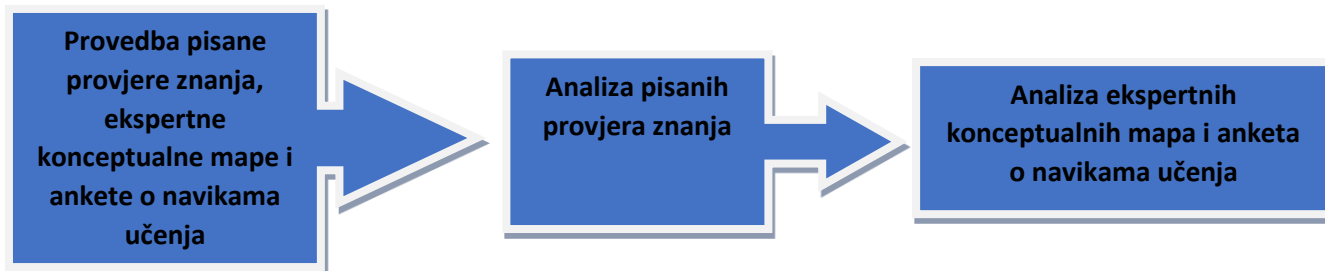 Provedba pisane
provjere znanja,
ekspertne
konceptualne mape i
ankete o navikama
učenja
Analiza pisanih
provjera znanja
Analiza ekspertnih
konceptualnih mapa i anketa
o navikama učenja